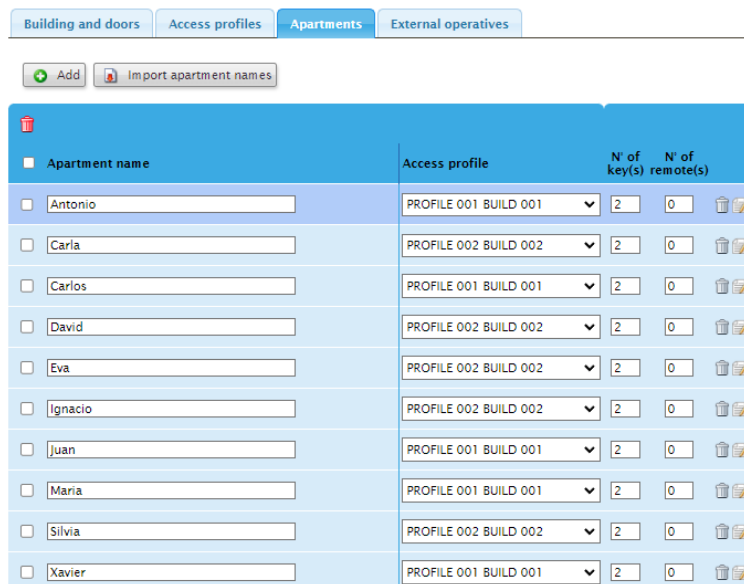 Building and doors Access profiles Apartments External operatives
Add Import apartment names
Apartment name Access profile N' of key(s) N' of remote(s)
Antonio PROFILE 001 BUILD 001 2 0
Carla PROFILE 002 BUILD 002 2 0
Carlos PROFILE 001 BUILD 001 2 0
David PROFILE 002 BUILD 002 2 0
Eva PROFILE 002 BUILD 002 2 0
Ignacio PROFILE 002 BUILD 002 2 0
Juan PROFILE 001 BUILD 001 2 0
Maria PROFILE 001 BUILD 001 2 0
Silvia PROFILE 002 BUILD 002 2 0
Xavier PROFILE 001 BUILD 001 2 0